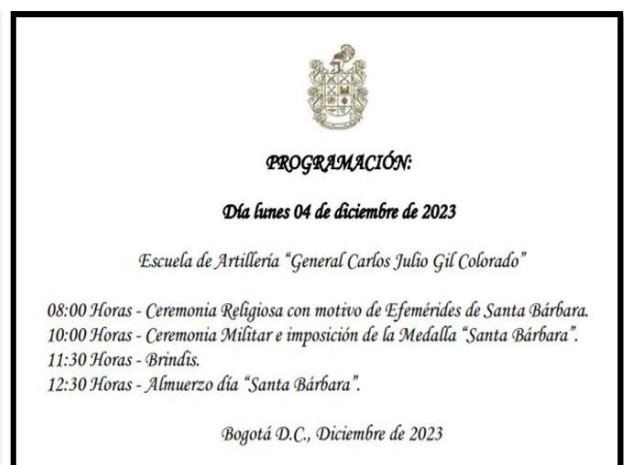 PROGRAMACIÓN:
Día lunes 04 de diciembre de 2023
Escuela de Artillería “General Carlos Julio Gil Colorado”
08:00 Horas - Ceremonia Religiosa con motivo de Efemérides de Santa Bárbara.
10:00 Horas - Ceremonia Militar e imposición de la Medalla “Santa Bárbara”.
11:30 Horas - Brindis.
12:30 Horas - Almuerzo día “Santa Bárbara”.
Bogotá D.C., Diciembre de 2023